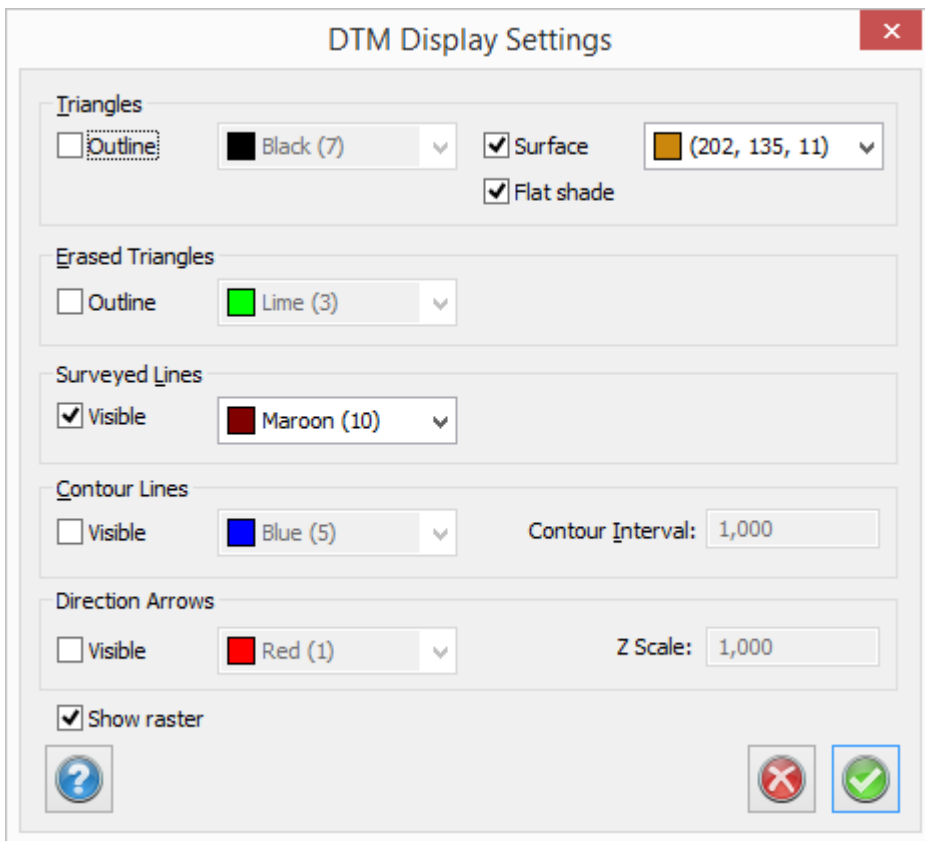 DTM Display Settings
Triangles
Outline Black (7) Surface (202, 135, 11)
Flat shade
Erased Triangles
Outline Lime (3)
Surveyed Lines
Visible Maroon (10)
Contour Lines
Visible Blue (5) Contour Interval: 1,000
Direction Arrows
Visible Red (1) Z Scale: 1,000
Show raster